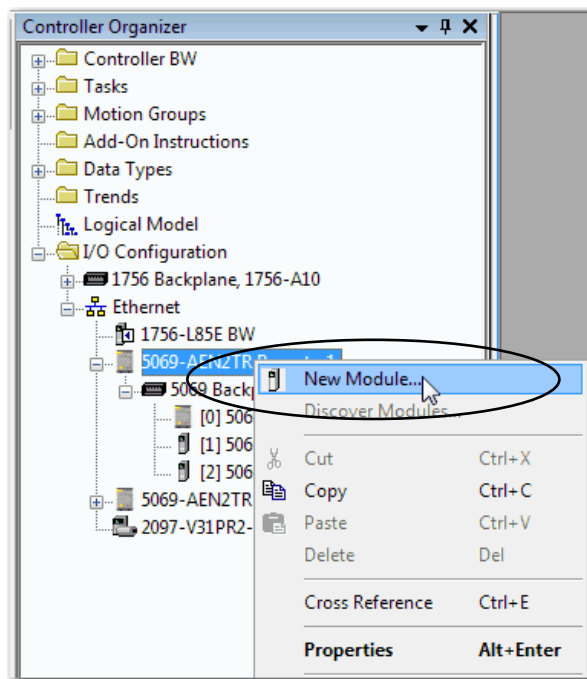 Controller Organizer
Controller BW
Tasks
Motion Groups
Add-On Instructions
Data Types
Trends
Logical Model
I/O Configuration
1756 Backplane, 1756-A10
Ethernet
1756-L85E BW
5069-AEN2TR
New Module...
5069 Back
Discover Modules...
[0] 506
[1] 506
Cut Ctrl+X
[2] 506
Copy Ctrl+C
5069-AEN2TR
Paste Ctrl+V
2097-V31PR2-
Delete Del
Cross Reference Ctrl+E
Properties Alt+Enter